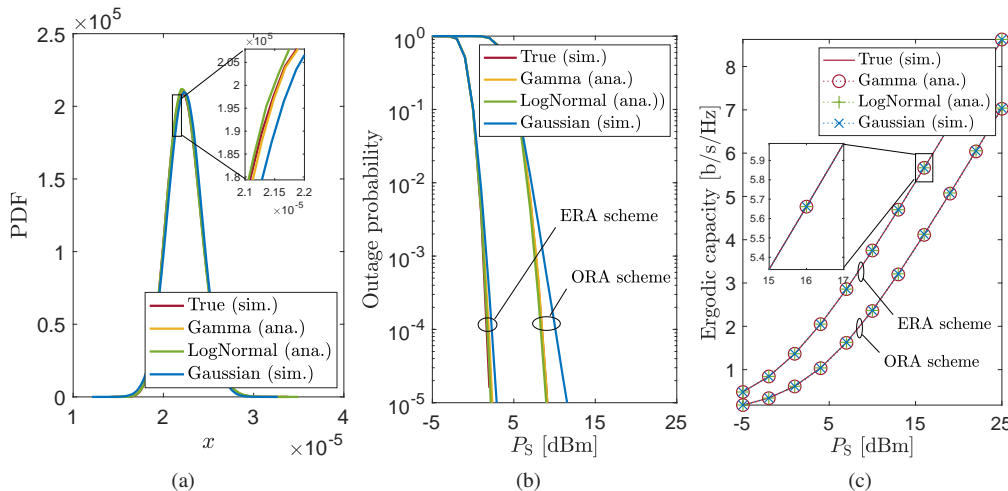 ×10^5
2.5
2
1.5
1
0.5
0
PDF
1
2
3
4
x
×10^-5
×10^5
2.05
2
1.95
1.9
1.85
1.8
2.1
2.15
2.2
×10^-5
True (sim.)
Gamma (ana.)
LogNormal (ana.)
Gaussian (sim.)
(a)
10^0
10^-1
10^-2
10^-3
10^-4
10^-5
Outage probability
True (sim.)
Gamma (ana.)
LogNormal (ana.))
Gaussian (sim.)
ERA scheme
ORA scheme
-5
5
15
25
P_S [dBm]
(b)
8
7
6
5
4
3
2
1
Ergodic capacity [b/s/Hz]
True (sim.)
Gamma (ana.)
LogNormal (ana.)
Gaussian (sim.)
5.9
5.8
5.7
5.6
5.5
5.4
15
16
17
ERA scheme
ORA scheme
-5
5
15
25
P_S [dBm]
(c)